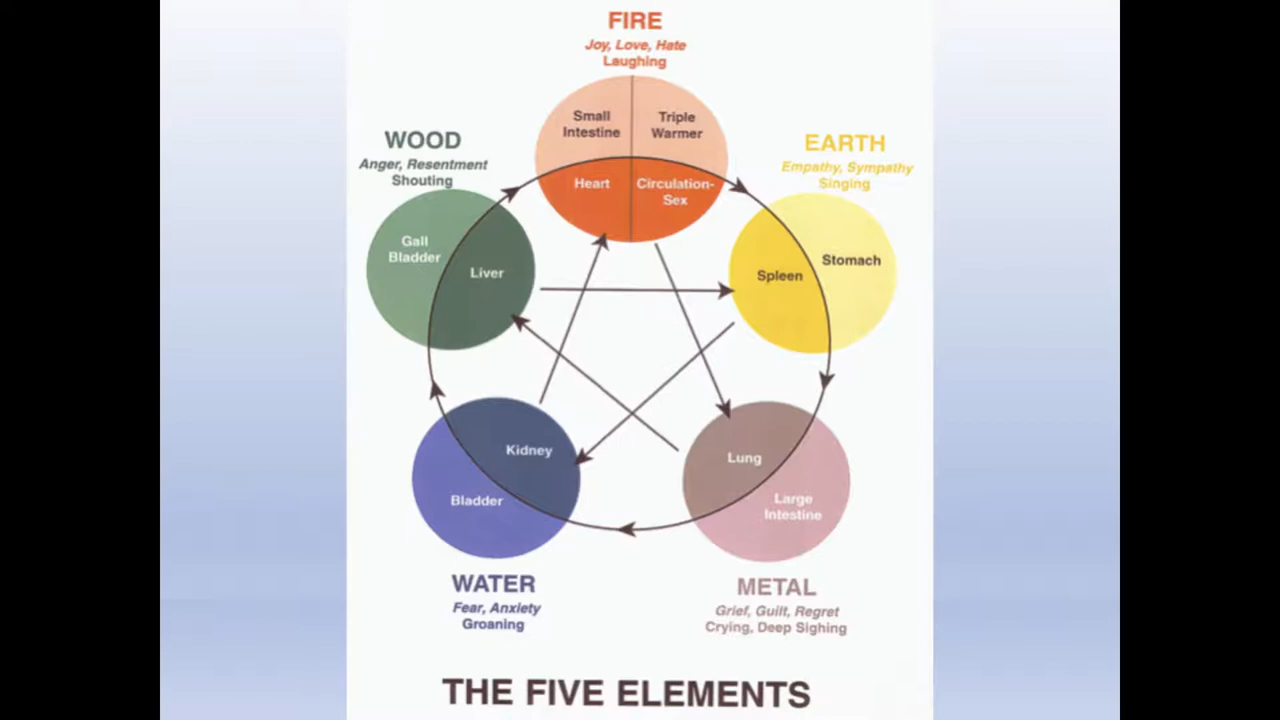 FIRE
Joy, Love, Hate
Laughing
Small
Intestine
Triple
Warmer
Heart
Circulation-
Sex
WOOD
Anger, Resentment
Shouting
Gall
Bladder
Liver
EARTH
Empathy, Sympathy
Singing
Spleen
Stomach
Kidney
Bladder
WATER
Fear, Anxiety
Groaning
Lung
Large
Intestine
METAL
Grief, Guilt, Regret
Crying, Deep Sighing
THE FIVE ELEMENTS